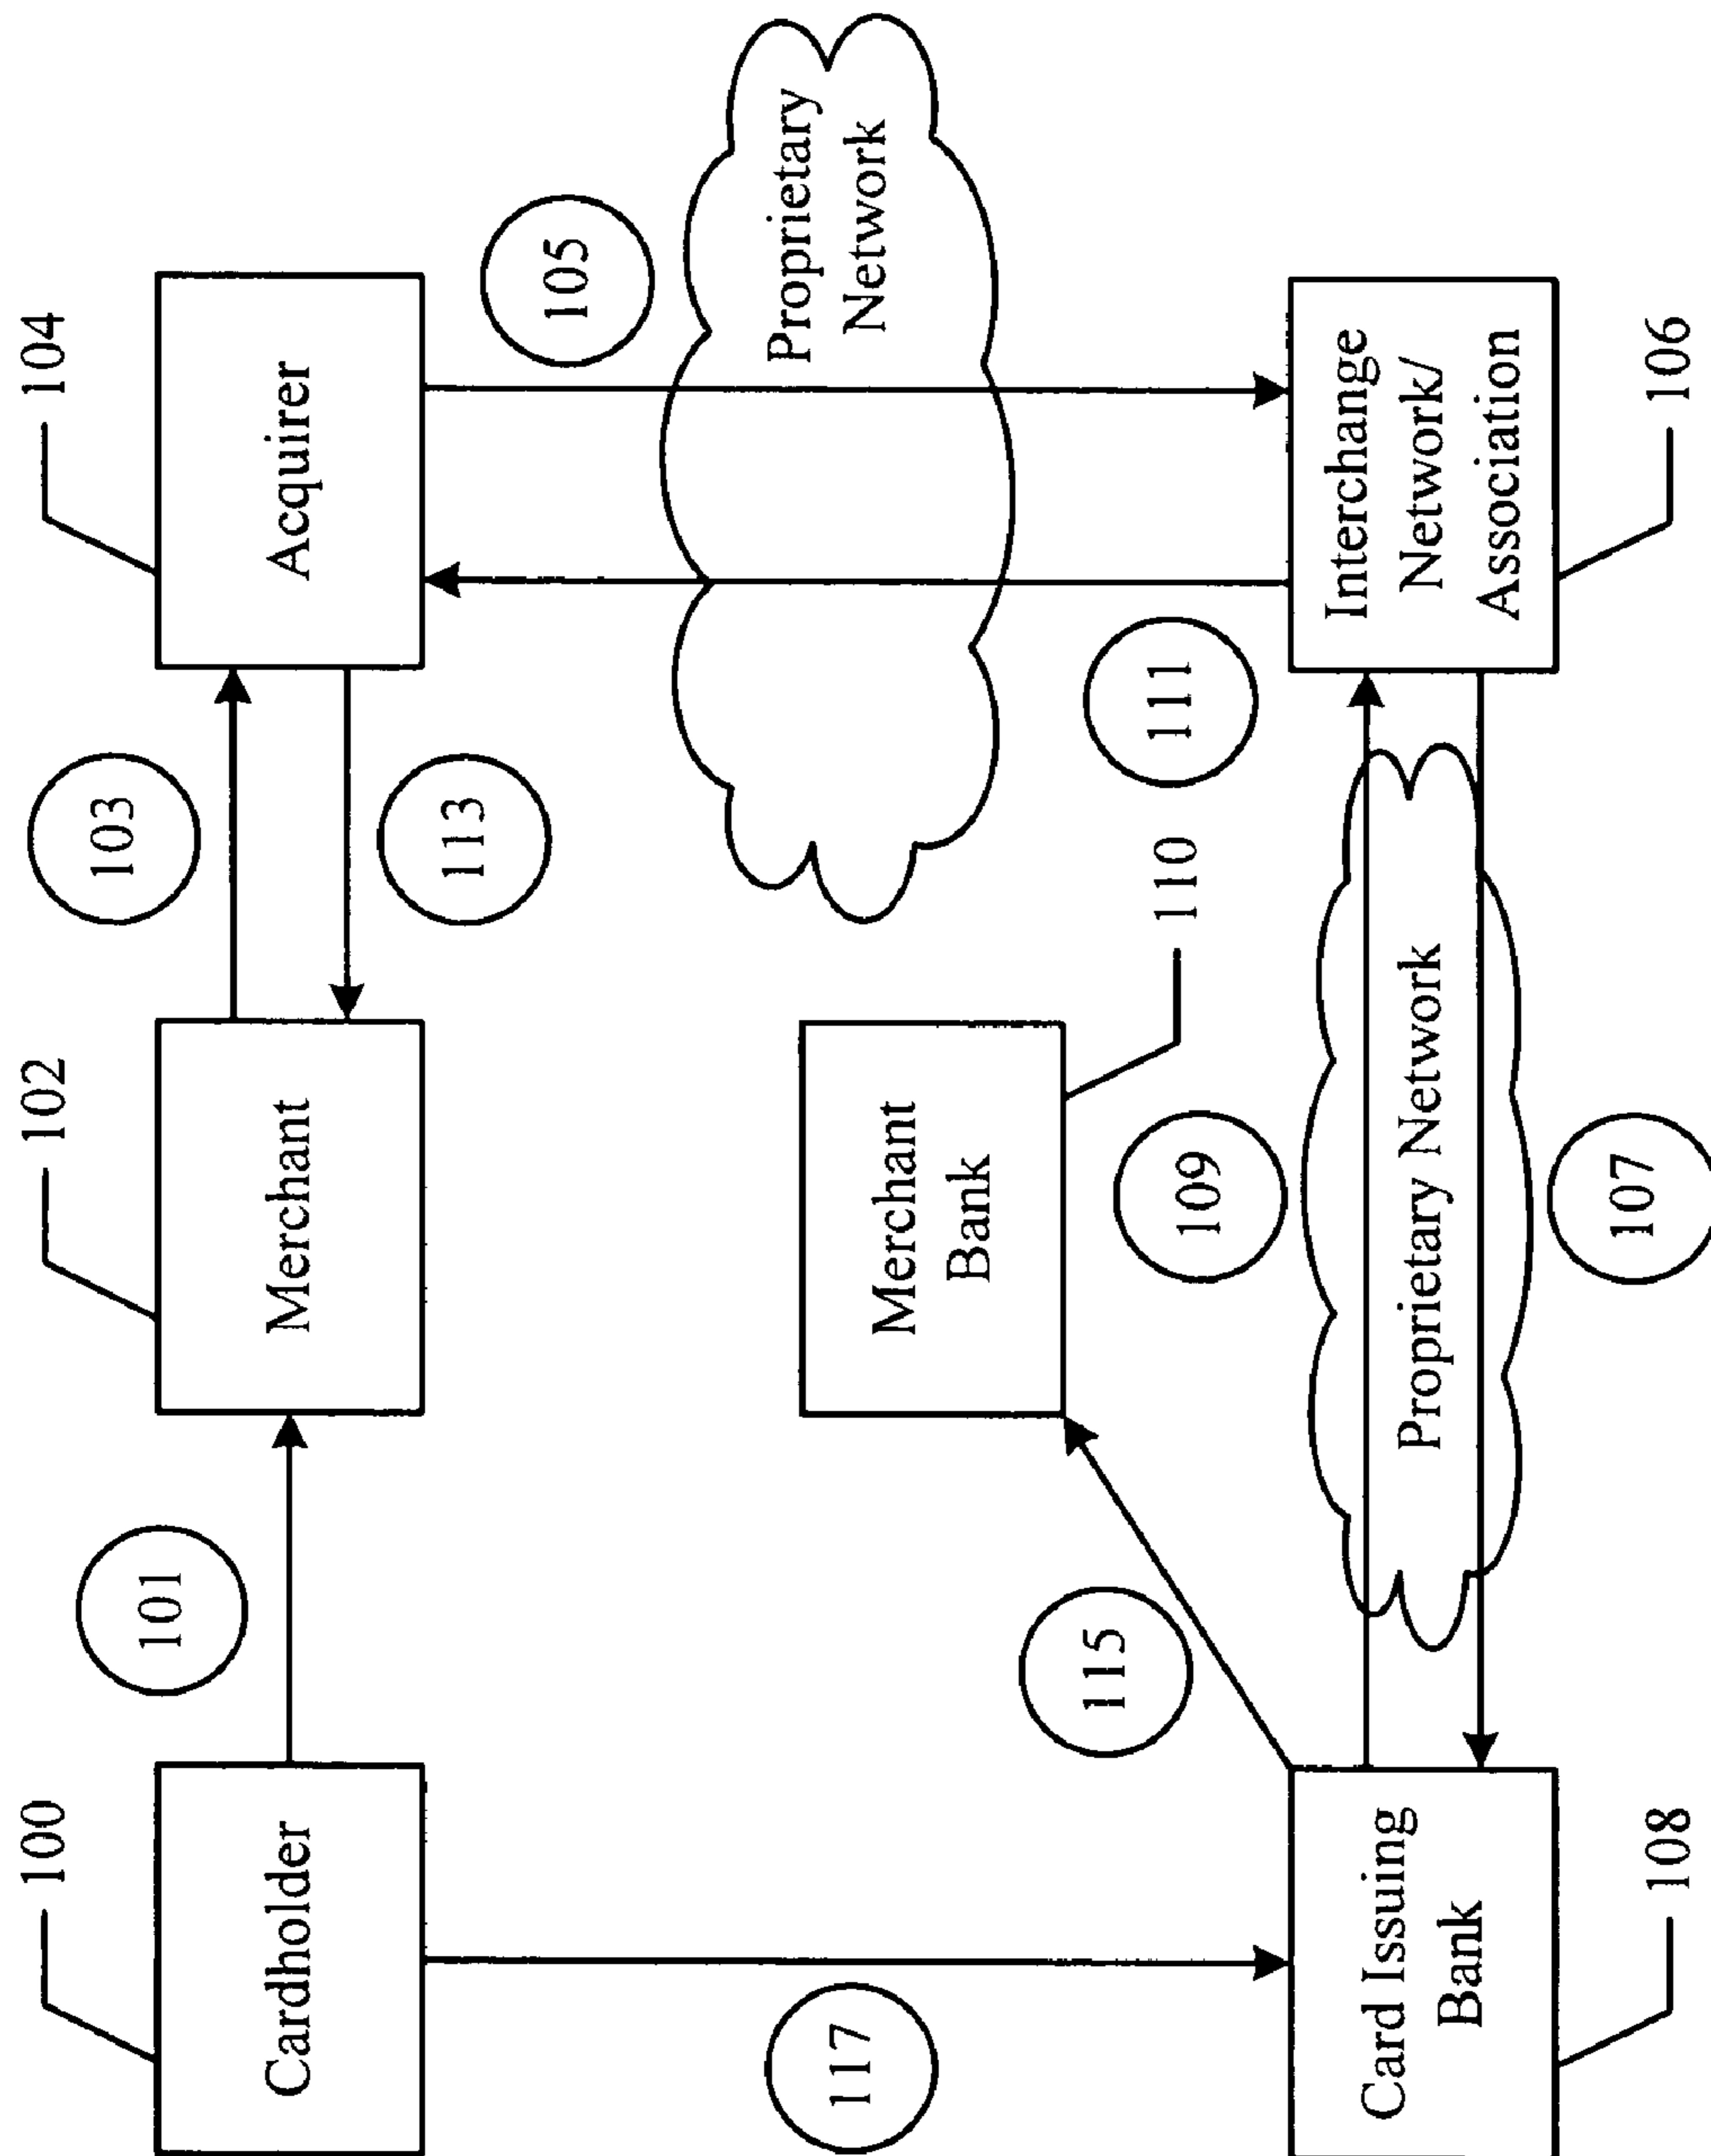 100
102
104
103
101
Cardholder
Merchant
Acquirer
113
105
Proprietary
Network
117
Merchant
Bank
115
110
111
109
Card Issuing
Bank
Proprietary Network
Interchange
Network/
Association
107
108
106